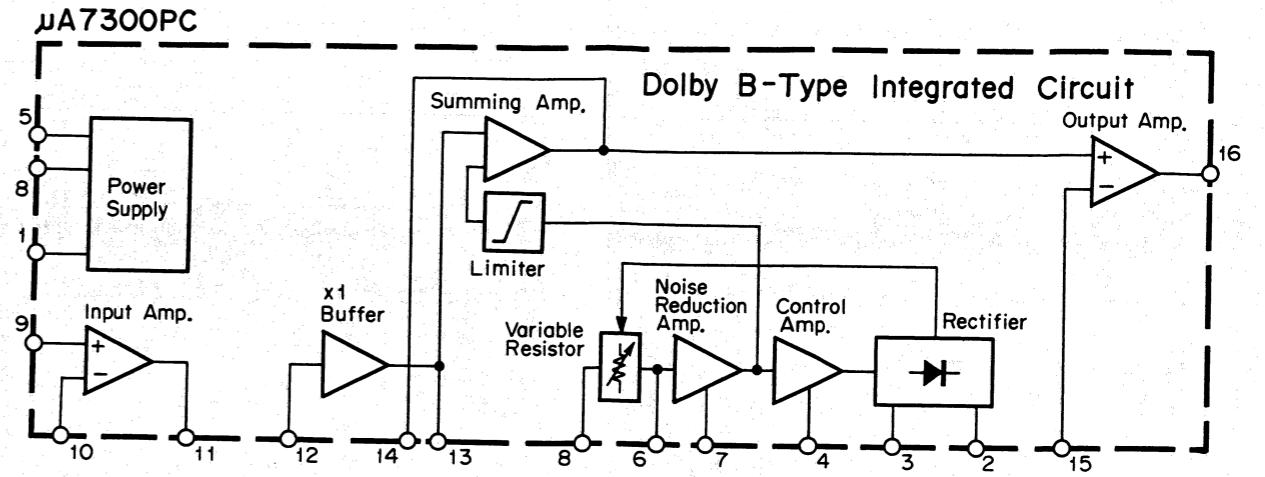 μA7300PC
Dolby B-Type Integrated Circuit
Summing Amp.
Output Amp.
5
8
1
Power
Supply
+
−
16
Limiter
Input Amp.
9
+
−
x1
Buffer
Variable
Resistor
Noise
Reduction
Amp.
Control
Amp.
Rectifier
10
11
12
14
13
8
6
7
4
3
2
15